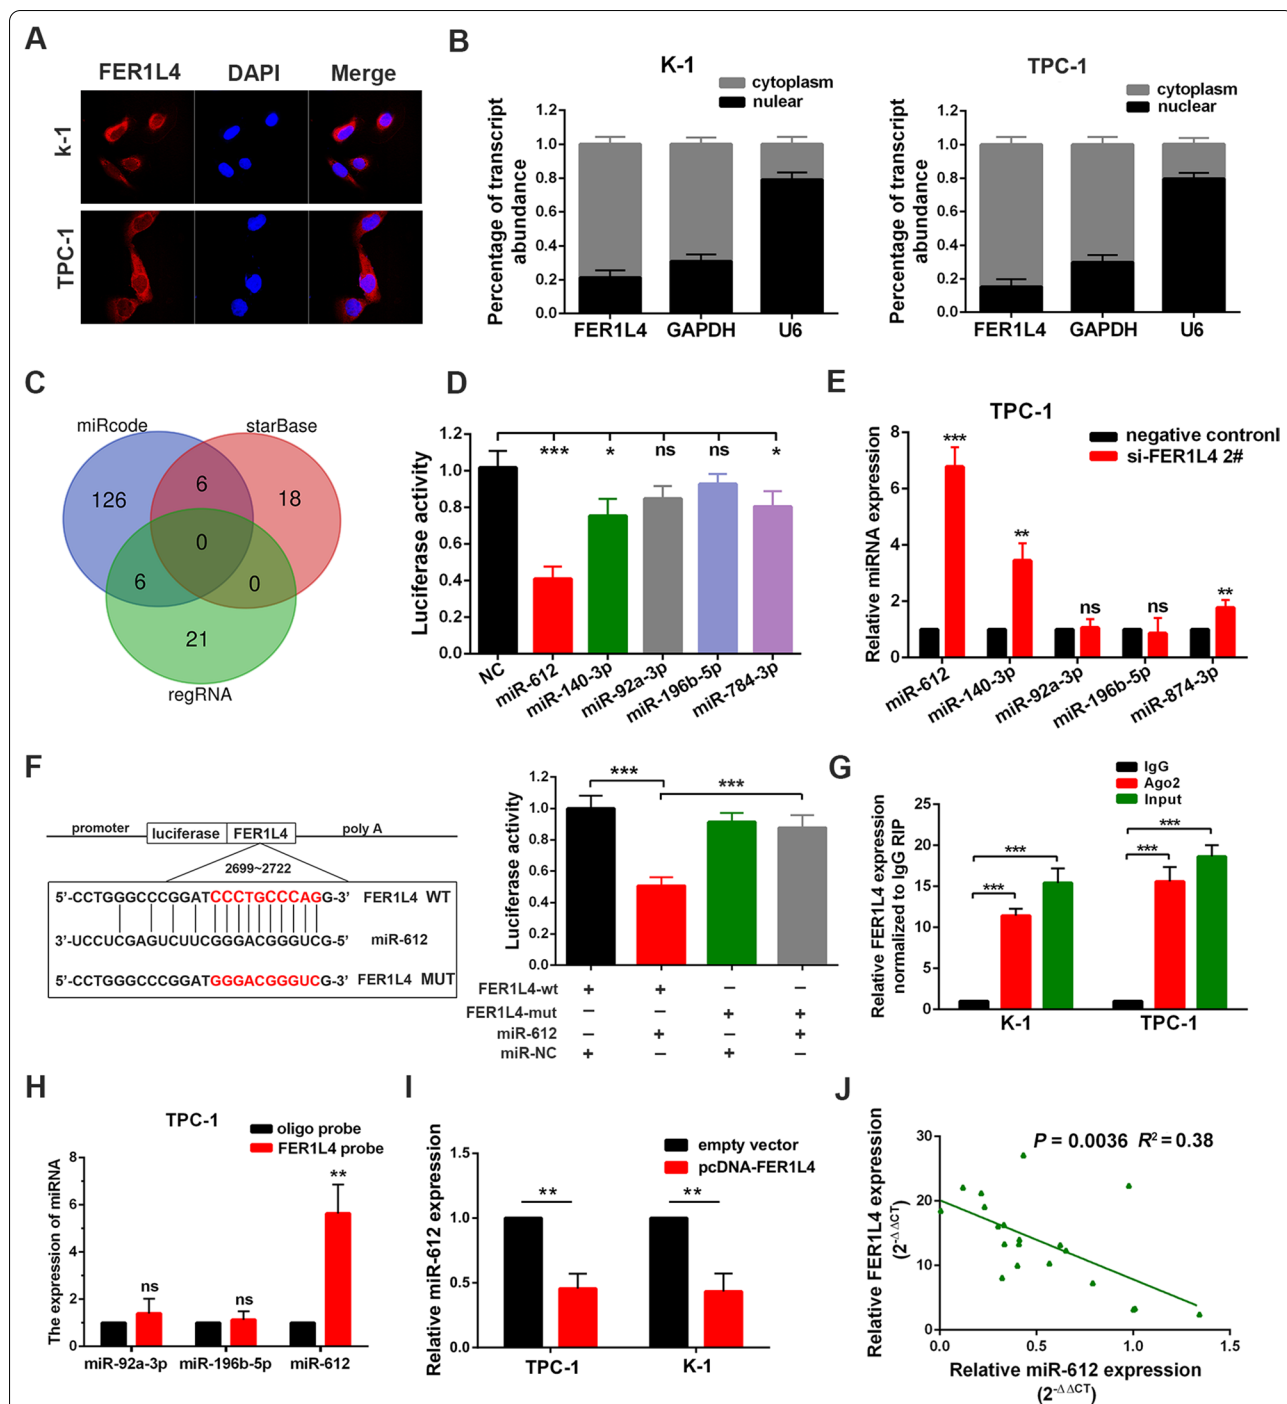 A
FER1L4 DAPI Merge
k-1
TPC-1
B
K-1
cytoplasm
nulear
Percentage of transcript
abundance
1.2
1.0
0.8
0.6
0.4
0.2
0.0
FER1L4 GAPDH U6
TPC-1
cytoplasm
nuclear
Percentage of transcript
abundance
1.2
1.0
0.8
0.6
0.4
0.2
0.0
FER1L4 GAPDH U6
C
miRcode starBase
126 6 18
0
6 0
21
regRNA
D
Luciferase activity
1.2
1.0
0.8
0.6
0.4
0.2
0.0
*** * ns ns *
NC miR-612 miR-140-3p miR-92a-3p miR-196b-5p miR-784-3p
E
TPC-1
negative contronl
si-FER1L4 2#
Relative miRNA expression
8
6
4
2
0
*** ** ns ns **
miR-612 miR-140-3p miR-92a-3p miR-196b-5p miR-874-3p
F
promoter luciferase FER1L4 poly A
2699~2722
5'-CCTGGGCCCGGATCCCTGCCCAGG-3' FER1L4 WT
3'-UCCUCGAGUCUUCGGGACGGGUCG-5' miR-612
5'-CCTGGGCCCGGATGGGACGGGUCG-3' FER1L4 MUT
Luciferase activity
1.2
1.0
0.8
0.6
0.4
0.2
0.0
*** ***
FER1L4-wt + + – –
FER1L4-mut – – + +
miR-612 – + – +
miR-NC + – + –
G
IgG
Ago2
Input
Relative FER1L4 expression
normalized to IgG RIP
25
20
15
10
5
0
*** *** *** ***
K-1 TPC-1
H
TPC-1
oligo probe
FER1L4 probe
The expression of miRNA
8
6
4
2
0
ns ns **
miR-92a-3p miR-196b-5p miR-612
I
empty vector
pcDNA-FER1L4
Relative miR-612 expression
1.5
1.0
0.5
0.0
** **
TPC-1 K-1
J
P = 0.0036 R² = 0.38
Relative FER1L4 expression
(2-ΔΔCT)
30
20
10
0
0.0 0.5 1.0 1.5
Relative miR-612 expression
(2-ΔΔCT)